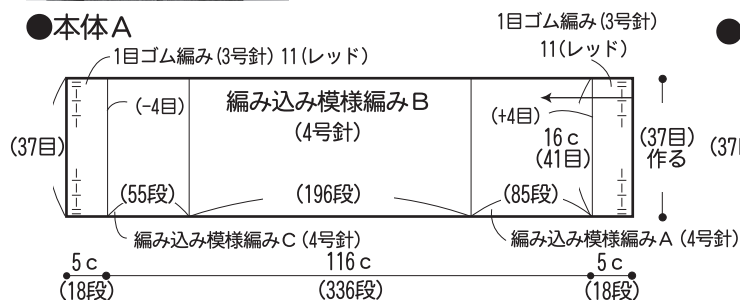 ●本体A
1目ゴム編み(3号針)
11(レッド)
1目ゴム編み(3号針) 11(レッド)
編み込み模様編みB
(4号針)
(−4目)
(+4目)
16c
(41目)
(37目)
(37目)
作る
(37
(55段)
(196段)
(85段)
編み込み模様編みC (4号針)
編み込み模様編みA (4号針)
5c
116c
5c
(18段)
(336段)
(18段)